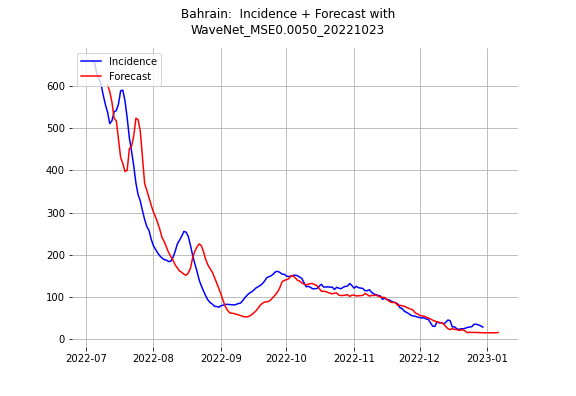 Bahrain:  Incidence + Forecast with
WaveNet_MSE0.0050_20221023
Incidence
Forecast
600
500
400
300
200
100
0
2022-07 2022-08 2022-09 2022-10 2022-11 2022-12 2023-01